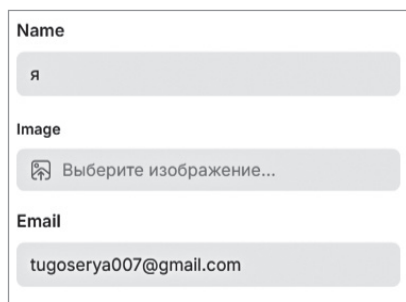 Name
я
Image
Выберите изображение...
Email
tugoserya007@gmail.com